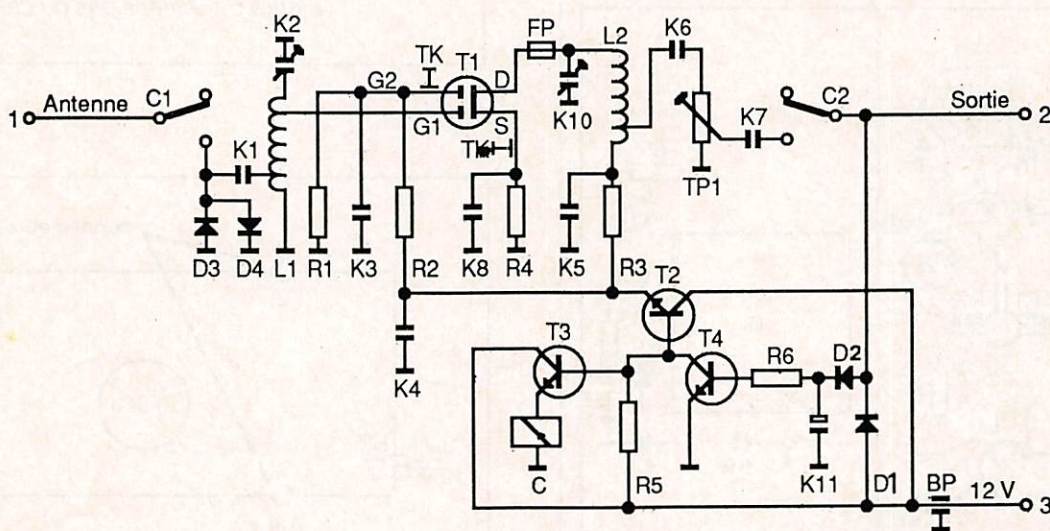 K2
FP
L2
K6
TK
T1
D
C1
G2
1 Antenne
G1
S
K10
K7
C2
Sortie 2
K1
TK
TP1
D3 D4 L1 R1 K3 R2 K8 R4 K5 R3
T2
T3
T4
R6
D2
K4
C
R5
K11
D1
BP
12 V
3